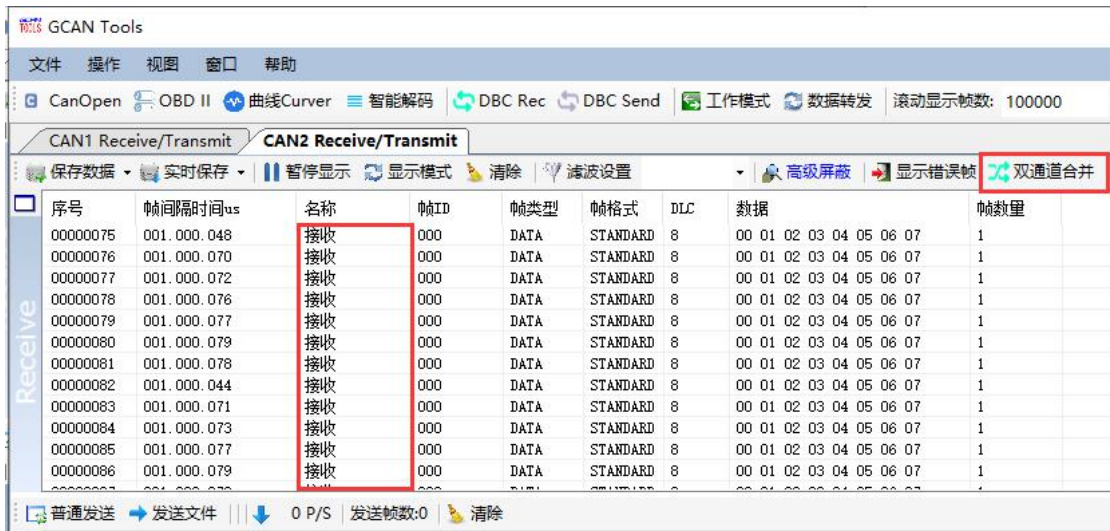 TOOLS GCAN Tools
文件 操作 视图 窗口 帮助
G CanOpen OBD II 曲线Curver 智能解码 DBC Rec DBC Send 工作模式 数据转发 滚动显示帧数: 100000
CAN1 Receive/Transmit CAN2 Receive/Transmit
保存数据 实时保存 暂停显示 显示模式 清除 滤波设置 高级屏蔽 显示错误帧 双通道合并
序号 帧间隔时间us 名称 帧ID 帧类型 帧格式 DLC 数据 帧数量
00000075 001.000.048 接收 000 DATA STANDARD 8 00 01 02 03 04 05 06 07 1
00000076 001.000.070 接收 000 DATA STANDARD 8 00 01 02 03 04 05 06 07 1
00000077 001.000.072 接收 000 DATA STANDARD 8 00 01 02 03 04 05 06 07 1
00000078 001.000.076 接收 000 DATA STANDARD 8 00 01 02 03 04 05 06 07 1
00000079 001.000.077 接收 000 DATA STANDARD 8 00 01 02 03 04 05 06 07 1
00000080 001.000.079 接收 000 DATA STANDARD 8 00 01 02 03 04 05 06 07 1
00000081 001.000.078 接收 000 DATA STANDARD 8 00 01 02 03 04 05 06 07 1
00000082 001.000.044 接收 000 DATA STANDARD 8 00 01 02 03 04 05 06 07 1
00000083 001.000.071 接收 000 DATA STANDARD 8 00 01 02 03 04 05 06 07 1
00000084 001.000.073 接收 000 DATA STANDARD 8 00 01 02 03 04 05 06 07 1
00000085 001.000.077 接收 000 DATA STANDARD 8 00 01 02 03 04 05 06 07 1
00000086 001.000.079 接收 000 DATA STANDARD 8 00 01 02 03 04 05 06 07 1
Receive
普通发送 发送文件 0 P/S 发送帧数:0 清除